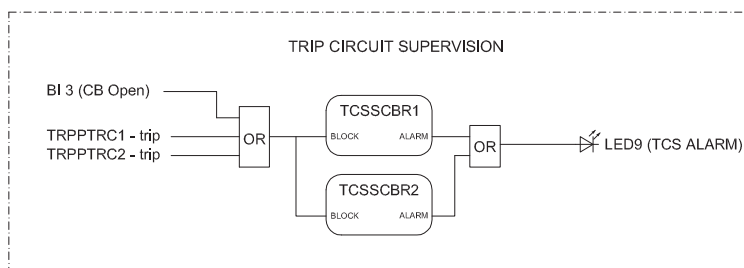 TRIP CIRCUIT SUPERVISION
BI 3 (CB Open)
TRPPTRC1 - trip
TRPPTRC2 - trip
OR
TCSSCBR1
BLOCK ALARM
TCSSCBR2
BLOCK ALARM
OR
LED9 (TCS ALARM)